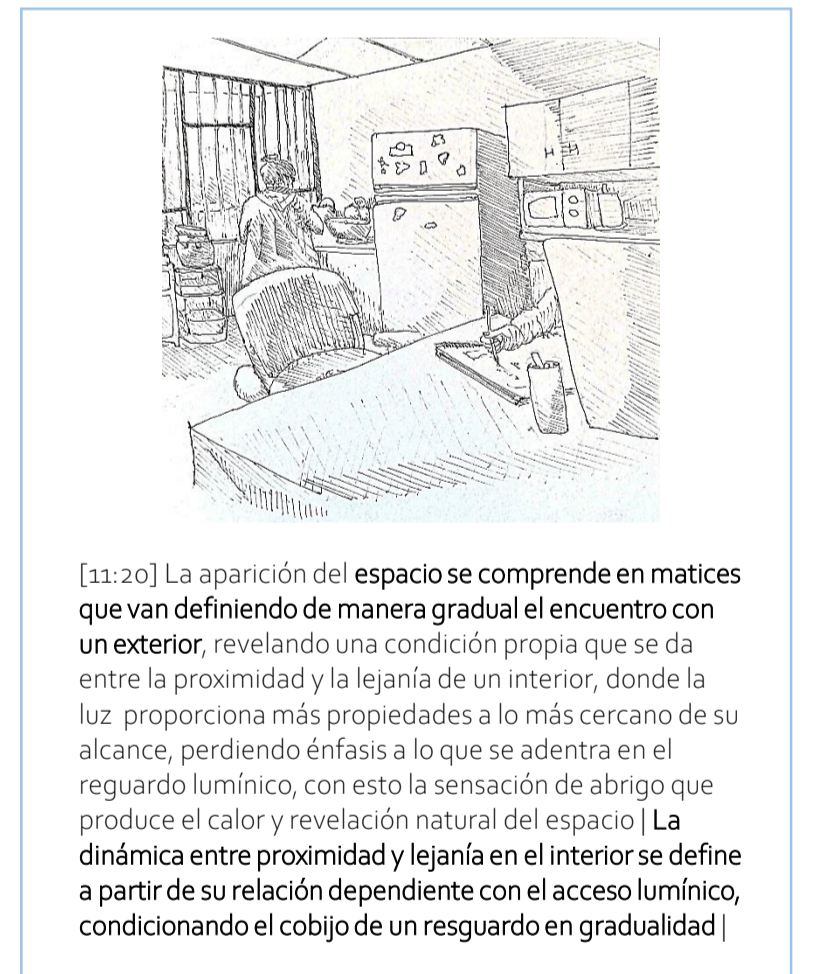 [11:20] La aparición del espacio se comprende en matices
que van definiendo de manera gradual el encuentro con
un exterior, revelando una condición propia que se da
entre la proximidad y la lejanía de un interior, donde la
luz  proporciona más propiedades a lo más cercano de su
alcance, perdiendo énfasis a lo que se adentra en el
reguardo lumínico, con esto la sensación de abrigo que
produce el calor y revelación natural del espacio | La
dinámica entre proximidad y lejanía en el interior se define
a partir de su relación dependiente con el acceso lumínico,
condicionando el cobijo de un resguardo en gradualidad |